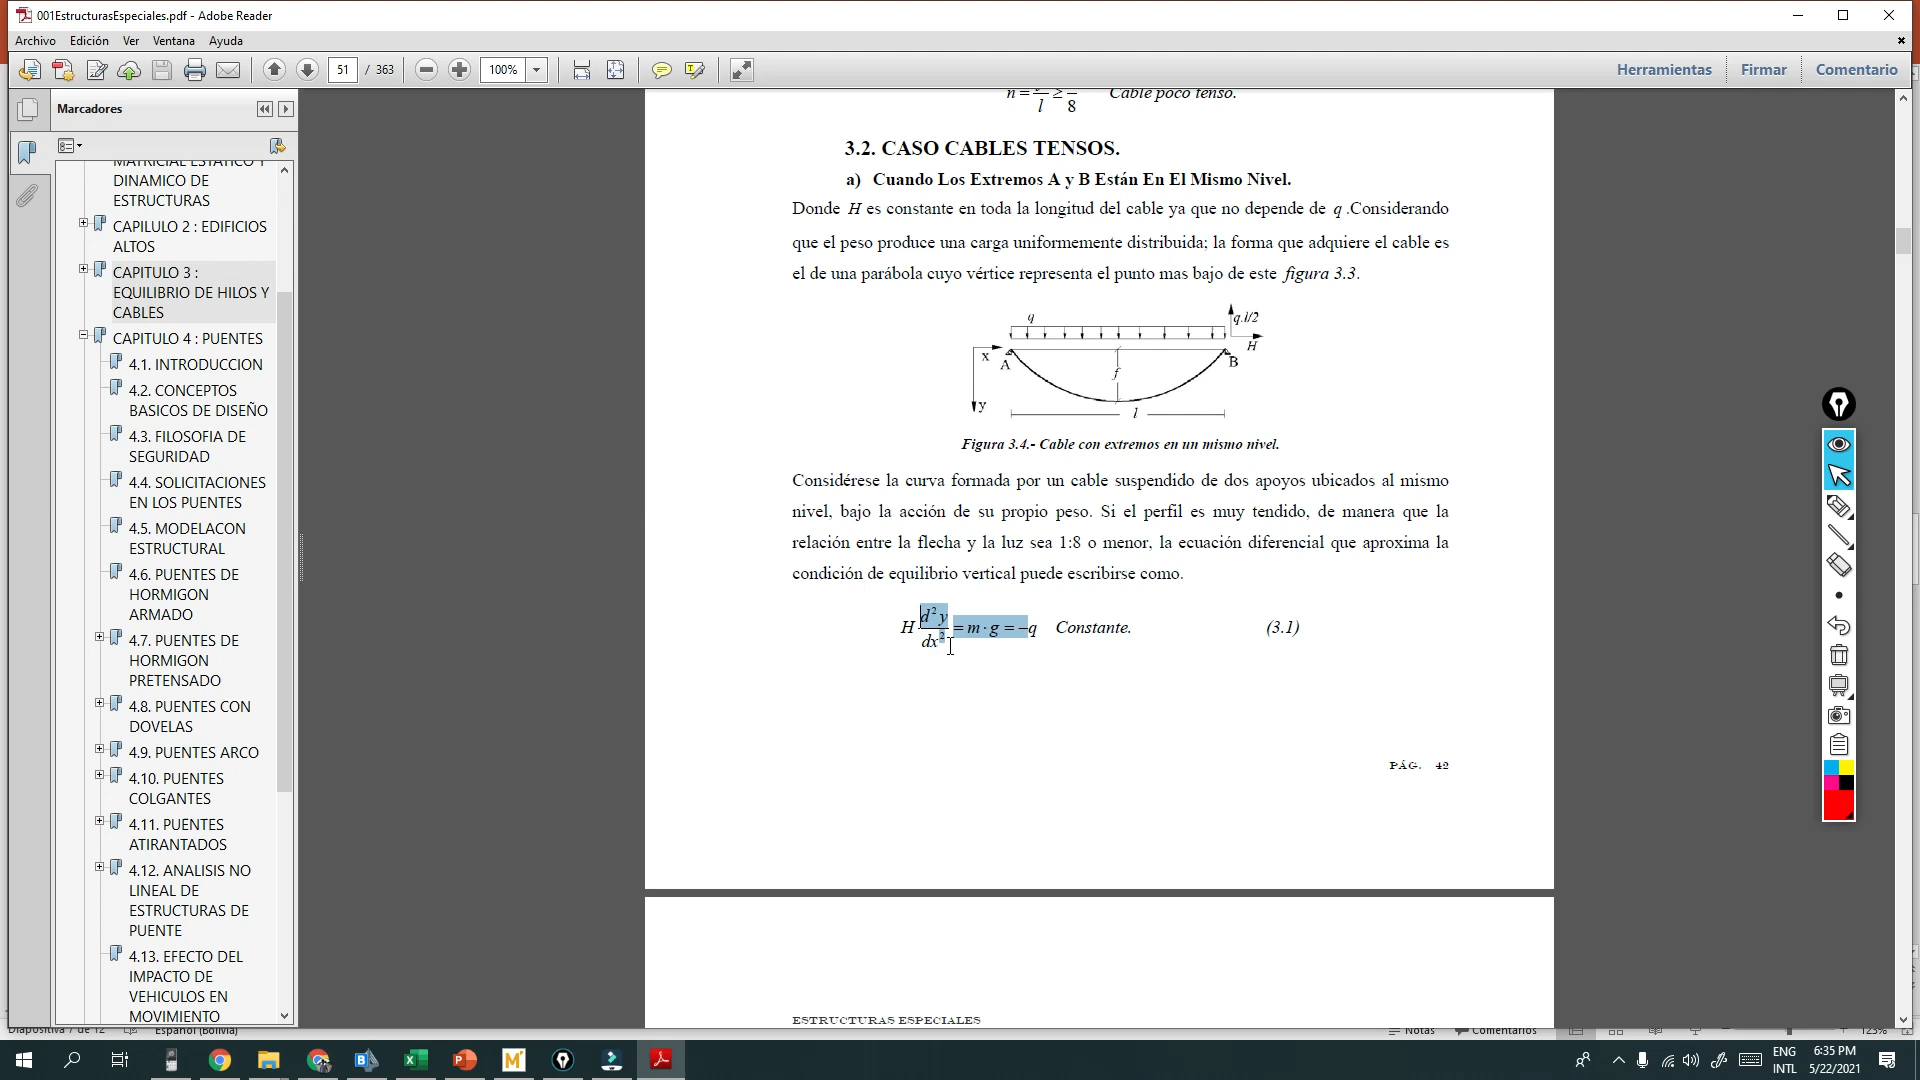 001EstructurasEspeciales.pdf - Adobe Reader
Archivo Edición Ver Ventana Ayuda
51 / 363 100% Herramientas Firmar Comentario
Marcadores
MATRICIAL ESTATICO Y
DINAMICO DE
ESTRUCTURAS
CAPILULO 2 : EDIFICIOS
ALTOS
CAPITULO 3 :
EQUILIBRIO DE HILOS Y
CABLES
CAPITULO 4 : PUENTES
4.1. INTRODUCCION
4.2. CONCEPTOS
BASICOS DE DISEÑO
4.3. FILOSOFIA DE
SEGURIDAD
4.4. SOLICITACIONES
EN LOS PUENTES
4.5. MODELACON
ESTRUCTURAL
4.6. PUENTES DE
HORMIGON
ARMADO
4.7. PUENTES DE
HORMIGON
PRETENSADO
4.8. PUENTES CON
DOVELAS
4.9. PUENTES ARCO
4.10. PUENTES
COLGANTES
4.11. PUENTES
ATIRANTADOS
4.12. ANALISIS NO
LINEAL DE
ESTRUCTURAS DE
PUENTE
4.13. EFECTO DEL
IMPACTO DE
VEHICULOS EN
MOVIMIENTO
n = f/l ≥ 1/8 Cable poco tenso.
3.2. CASO CABLES TENSOS.
a) Cuando Los Extremos A y B Están En El Mismo Nivel.
Donde H es constante en toda la longitud del cable ya que no depende de q .Considerando
que el peso produce una carga uniformemente distribuida; la forma que adquiere el cable es
el de una parábola cuyo vértice representa el punto mas bajo de este figura 3.3.
q
q.l/2
H
x
A
B
f
y
l
Figura 3.4.- Cable con extremos en un mismo nivel.
Considérese la curva formada por un cable suspendido de dos apoyos ubicados al mismo
nivel, bajo la acción de su propio peso. Si el perfil es muy tendido, de manera que la
relación entre la flecha y la luz sea 1:8 o menor, la ecuación diferencial que aproxima la
condición de equilibrio vertical puede escribirse como.
H d²y/dx² = m · g = −q Constante. (3.1)
PÁG. 42
ESTRUCTURAS ESPECIALES
Diapositiva 7 de 12 Español (Bolivia) Notas Comentarios 123%
ENG
INTL
6:35 PM
5/22/2021